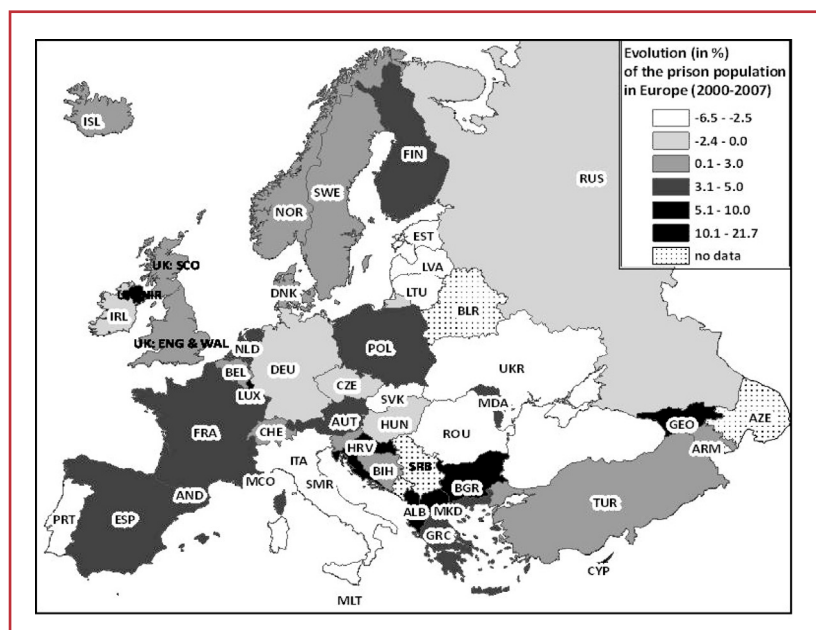 Evolution (in %)
of the prison population
in Europe (2000-2007)
-6.5 - -2.5
-2.4 - 0.0
0.1 - 3.0
3.1 - 5.0
5.1 - 10.0
10.1 - 21.7
no data
ISL
FIN
RUS
SWE
NOR
EST
UK: SCO
LVA
DNK
LTU
UK: NIR
BLR
IRL
UK: ENG & WAL
NLD
POL
BEL
DEU
UKR
CZE
LUX
SVK
MDA
AUT
HUN
AZE
FRA
CHE
ROU
GEO
HRV
ARM
ITA
BIH
SRB
MCO
SMR
BGR
AND
TUR
PRT
ESP
ALB
MKD
GRC
CYP
MLT